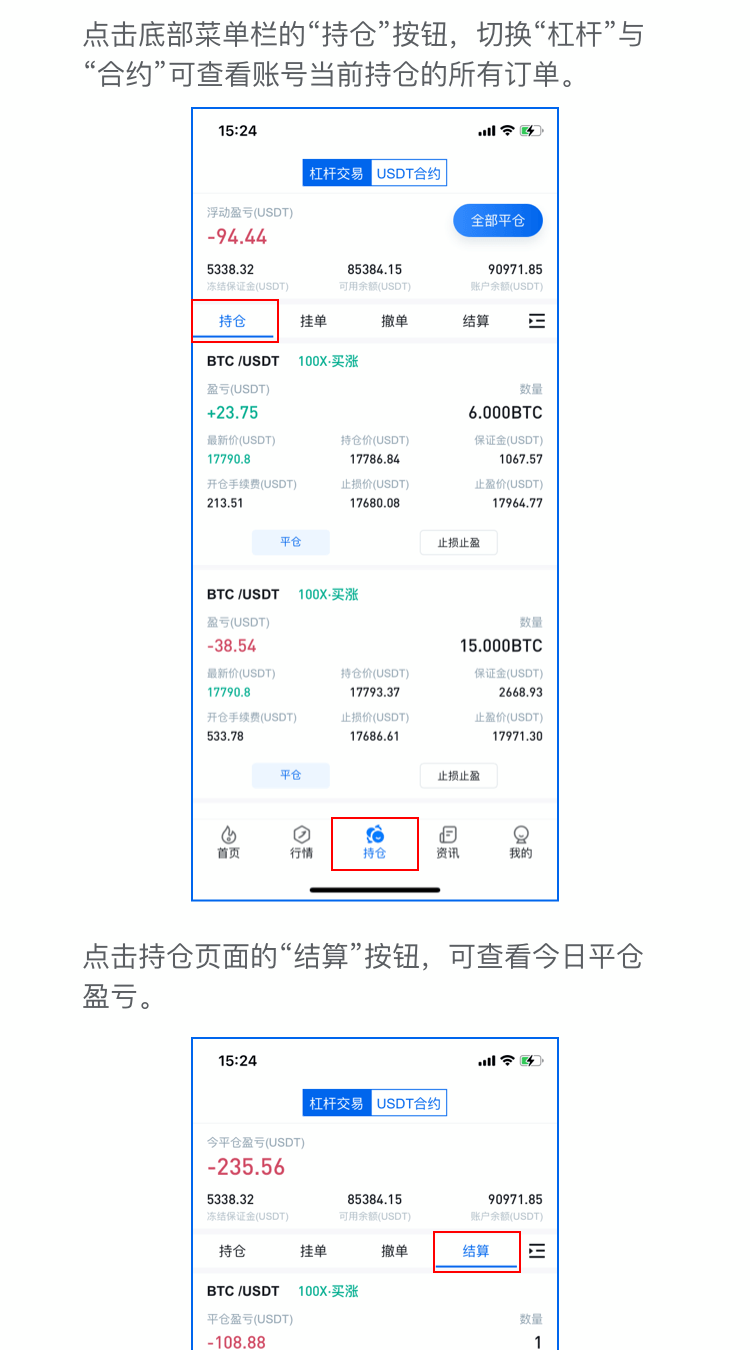 点击底部菜单栏的“持仓”按钮，切换“杠杆”与
“合约”可查看账号当前持仓的所有订单。
15:24
杠杆交易 USDT合约
浮动盈亏(USDT)
全部平仓
-94.44
5338.32 85384.15 90971.85
冻结保证金(USDT) 可用余额(USDT) 账户余额(USDT)
持仓 挂单 撤单 结算
BTC /USDT 100X·买涨
盈亏(USDT) 数量
+23.75 6.000BTC
最新价(USDT) 持仓价(USDT) 保证金(USDT)
17790.8 17786.84 1067.57
开仓手续费(USDT) 止损价(USDT) 止盈价(USDT)
213.51 17680.08 17964.77
平仓 止损止盈
BTC /USDT 100X·买涨
盈亏(USDT) 数量
-38.54 15.000BTC
最新价(USDT) 持仓价(USDT) 保证金(USDT)
17790.8 17793.37 2668.93
开仓手续费(USDT) 止损价(USDT) 止盈价(USDT)
533.78 17686.61 17971.30
平仓 止损止盈
首页 行情 持仓 资讯 我的
点击持仓页面的“结算”按钮，可查看今日平仓
盈亏。
15:24
杠杆交易 USDT合约
今平仓盈亏(USDT)
-235.56
5338.32 85384.15 90971.85
冻结保证金(USDT) 可用余额(USDT) 账户余额(USDT)
持仓 挂单 撤单 结算
BTC /USDT 100X·买涨
平仓盈亏(USDT) 数量
-108.88 1